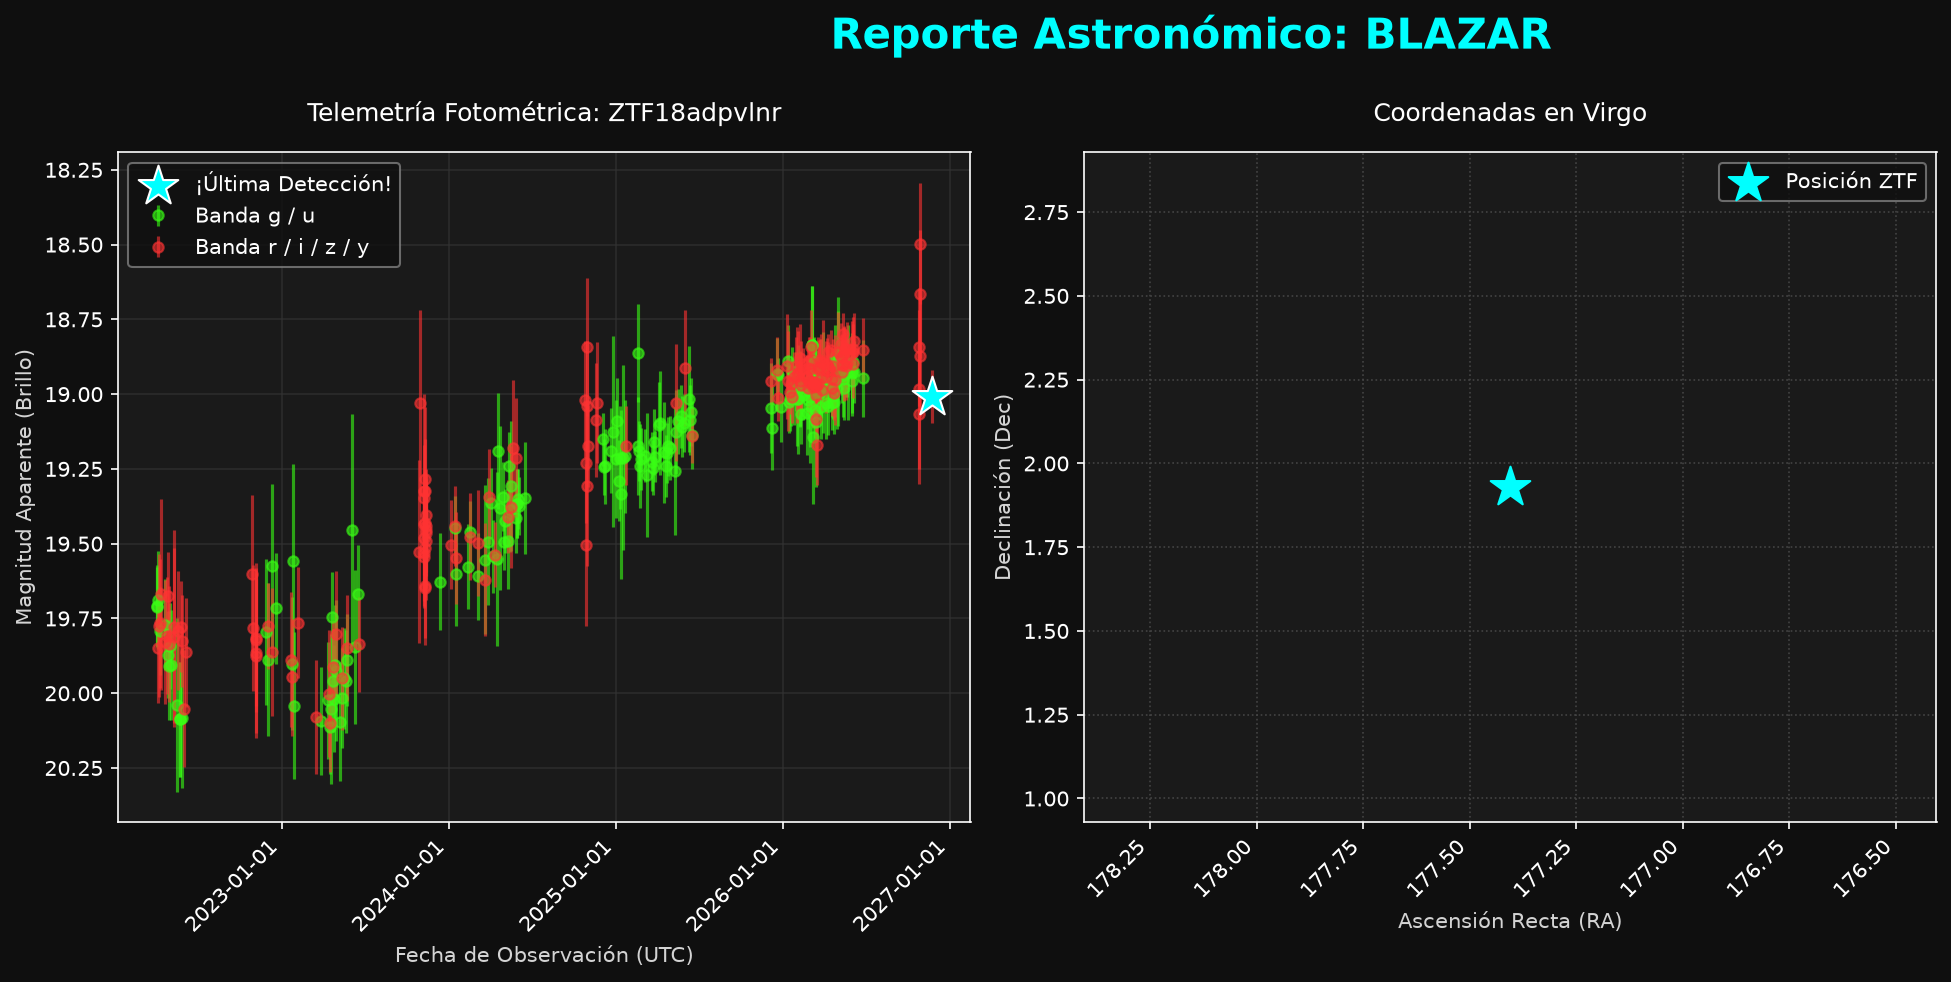 Reporte Astronómico: BLAZAR
Telemetría Fotométrica: ZTF18adpvlnr
¡Última Detección!
Banda g / u
Banda r / i / z / y
Magnitud Aparente (Brillo)
18.25
18.50
18.75
19.00
19.25
19.50
19.75
20.00
20.25
2023-01-01
2024-01-01
2025-01-01
2026-01-01
2027-01-01
Fecha de Observación (UTC)
Coordenadas en Virgo
Posición ZTF
Declinación (Dec)
2.75
2.50
2.25
2.00
1.75
1.50
1.25
1.00
178.25
178.00
177.75
177.50
177.25
177.00
176.75
176.50
Ascensión Recta (RA)